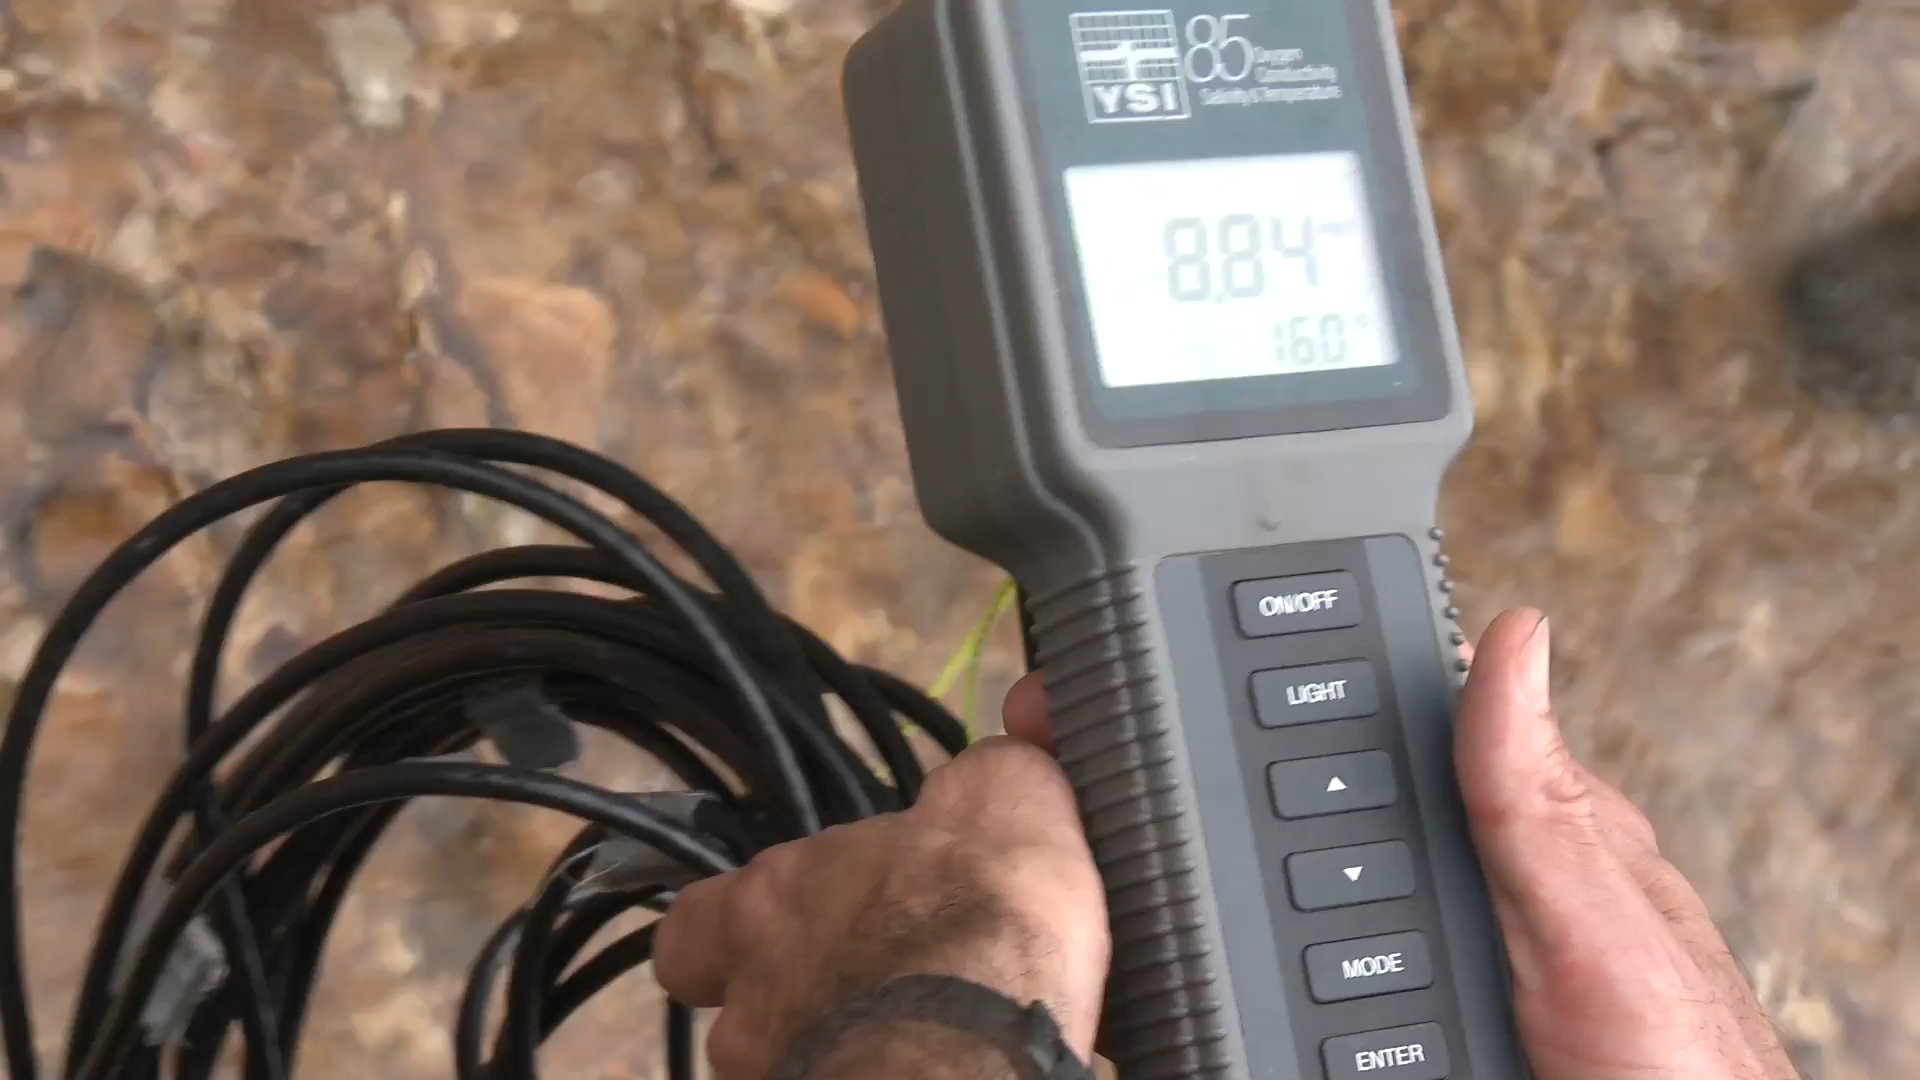 YSI
85
Oxygen
Conductivity
Salinity & Temperature
8.84
16.0 °
ON/OFF
LIGHT
▲
▼
MODE
ENTER